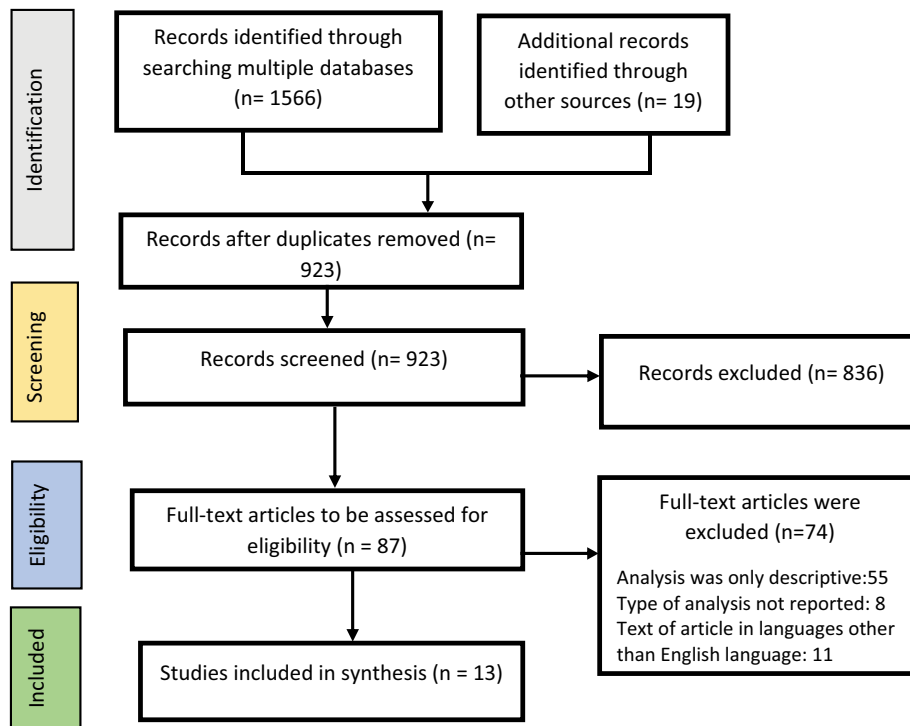 Identification
Records identified through
searching multiple databases
(n= 1566)
Additional records
identified through
other sources (n= 19)
Records after duplicates removed (n=
923)
Screening
Records screened (n= 923)
Records excluded (n= 836)
Eligibility
Full-text articles to be assessed for
eligibility (n = 87)
Full-text articles were
excluded (n=74)
Analysis was only descriptive:55
Type of analysis not reported: 8
Text of article in languages other
than English language: 11
Included
Studies included in synthesis (n = 13)